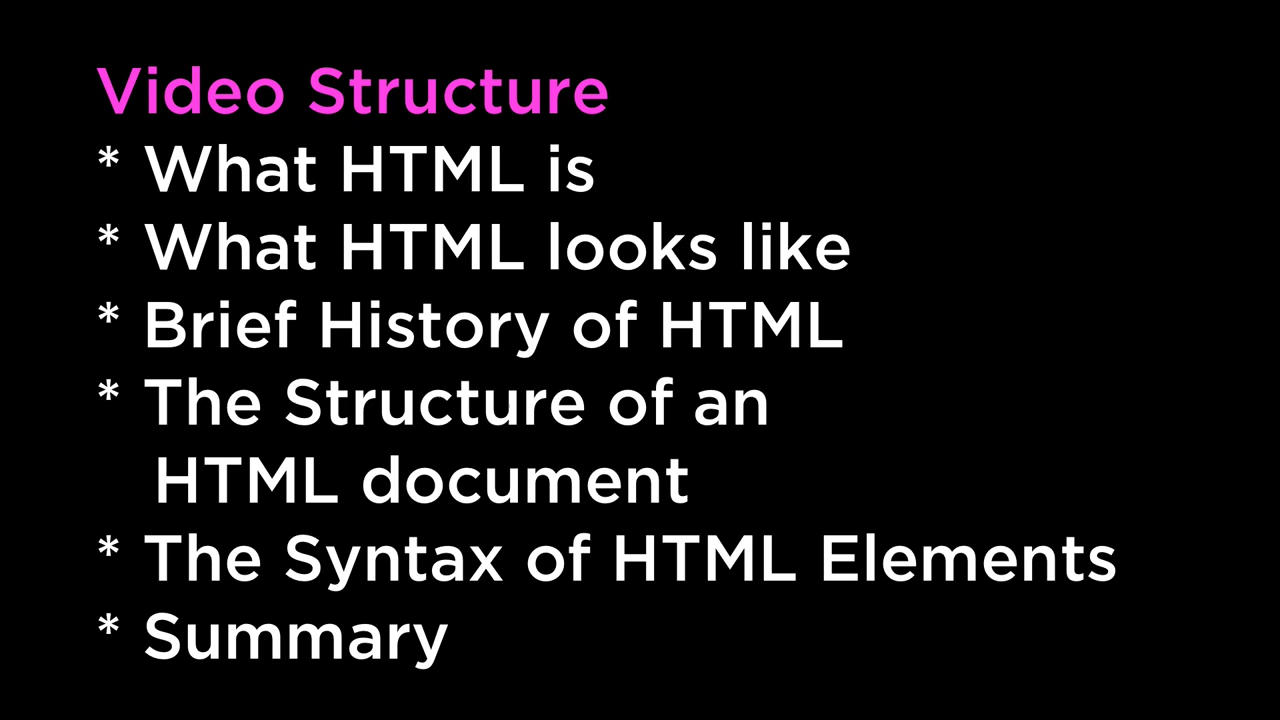 Video Structure
* What HTML is
* What HTML looks like
* Brief History of HTML
* The Structure of an
HTML document
* The Syntax of HTML Elements
* Summary